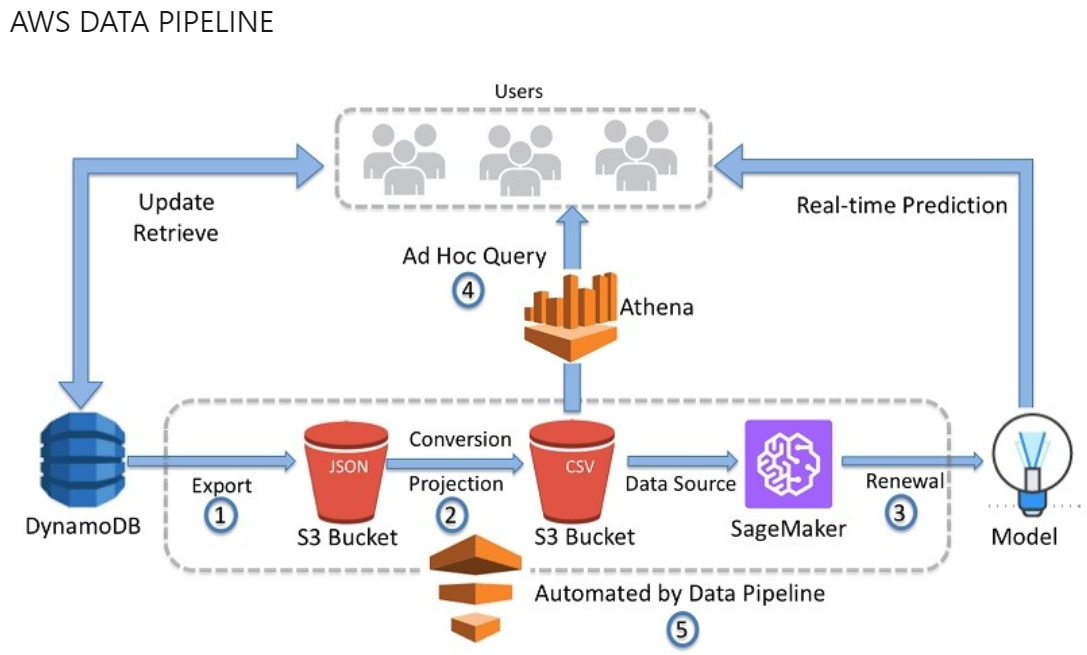 AWS DATA PIPELINE
Users
Update
Retrieve
Real-time Prediction
Ad Hoc Query
4
Athena
JSON
Conversion
CSV
Export
1
Projection
2
Data Source
Renewal
3
DynamoDB
S3 Bucket
S3 Bucket
SageMaker
Model
Automated by Data Pipeline
5